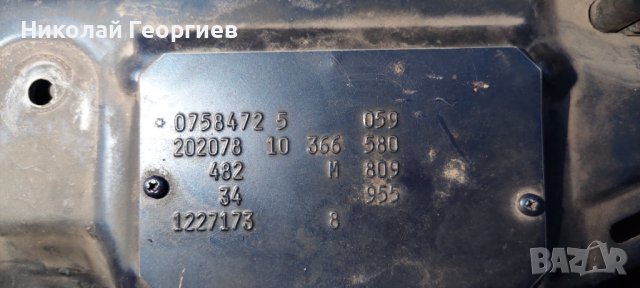 Николай Георгиев
0758472 5 059
202078 10 366 580
482 M 809
34 955
1227173 8
BAZAR